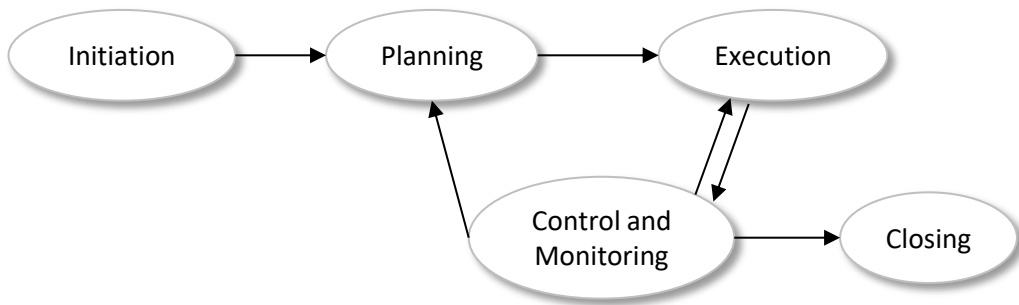 Initiation
Planning
Execution
Control and
Monitoring
Closing